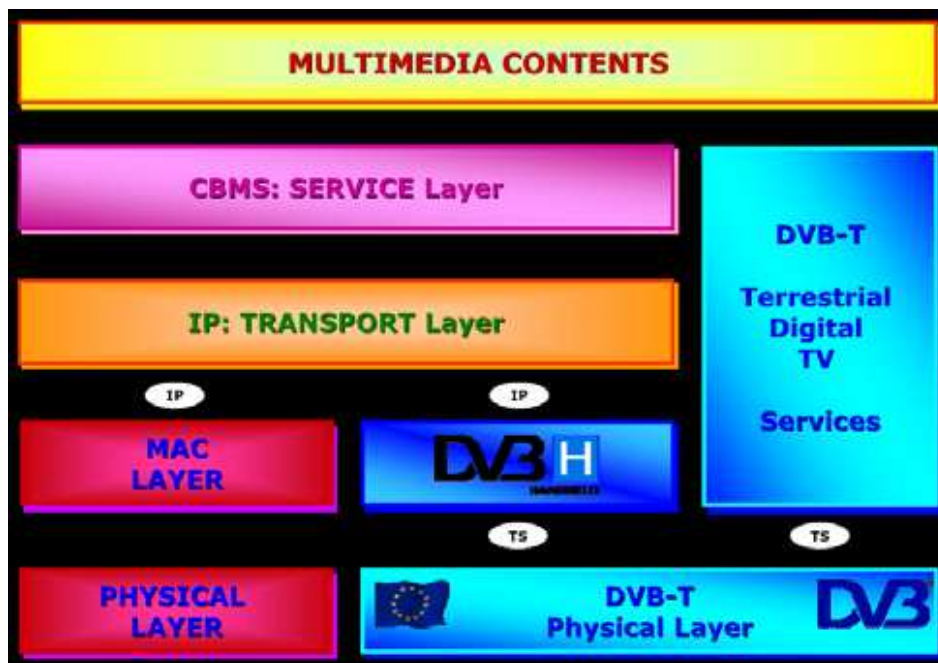 MULTIMEDIA CONTENTS
CBMS: SERVICE Layer
DVB-T
Terrestrial
Digital
TV
Services
IP: TRANSPORT Layer
IP
IP
MAC
LAYER
DVB H
HANDHELD
TS
TS
PHYSICAL
LAYER
DVB-T
Physical Layer
DVB